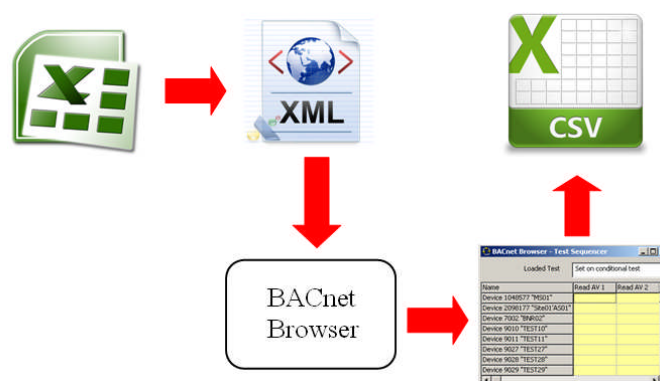 X
XML
X
CSV
BACnet
Browser
BACnet Browser - Test Sequencer
Loaded Test Set on conditional test
Name Read AV 1 Read AV 2
Device 1048577 "MS01"
Device 2098177 "Site01'AS01"
Device 7002 "BNR02"
Device 9010 "TEST10"
Device 9011 "TEST11"
Device 9027 "TEST27"
Device 9028 "TEST28"
Device 9029 "TEST29"